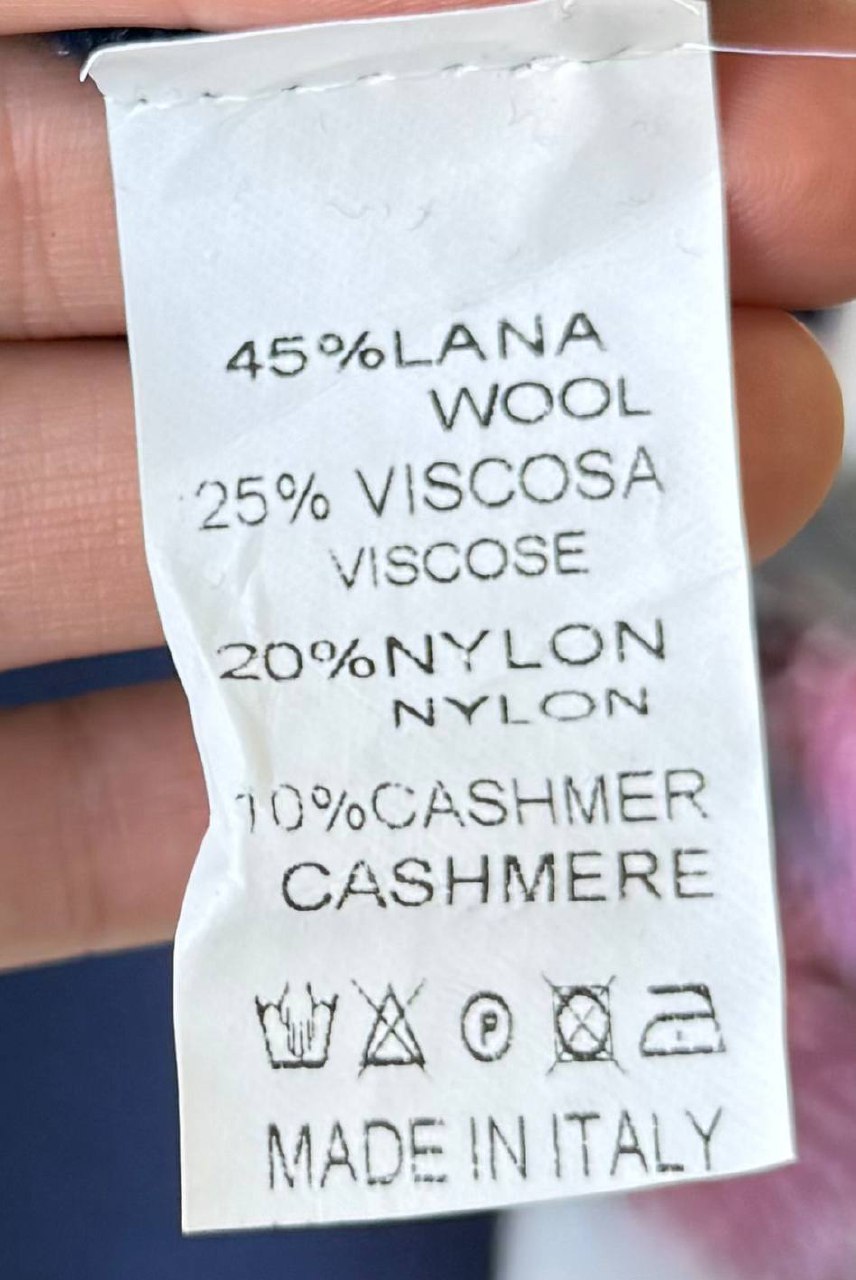 45%LANA
WOOL
25% VISCOSA
VISCOSE
20%NYLON
NYLON
10%CASHMER
CASHMERE
P
MADE IN ITALY